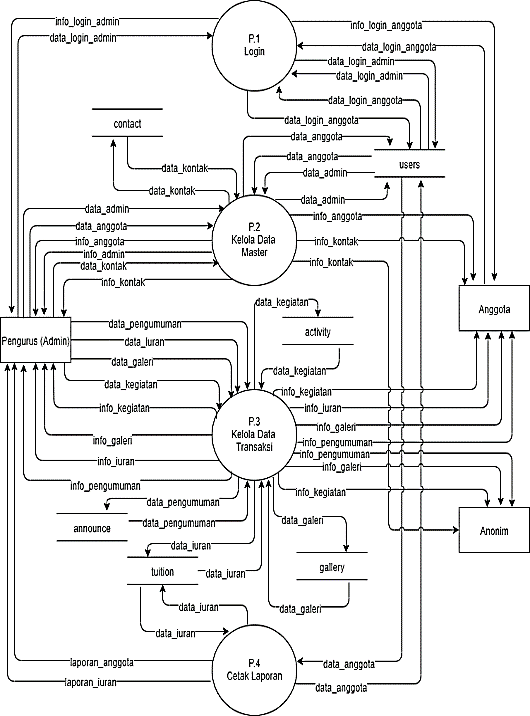 P.1
Login
info_login_admin
data_login_admin
info_login_anggota
data_login_anggota
data_login_admin
data_login_admin
data_login_anggota
data_login_anggota
data_anggota
contact
data_kontak
data_kontak
data_anggota
data_admin
users
data_admin
P.2
Kelola Data
Master
data_admin
data_anggota
info_anggota
info_admin
data_kontak
info_kontak
info_anggota
info_kontak
info_kontak
Pengurus (Admin)
Anggota
data_kegiatan
activity
data_kegiatan
data_pengumuman
data_Iuran
data_galeri
data_kegiatan
info_kegiatan
info_galeri
info_iuran
info_pengumuman
P.3
Kelola Data
Transaksi
info_kegiatan
info_Iuran
info_galeri
info_pengumuman
info_pengumuman
info_galeri
info_kegiatan
Anonim
data_pengumuman
announce
data_pengumuman
data_galeri
gallery
data_galeri
data_iuran
tuition
data_iuran
data_iuran
data_iuran
P.4
Cetak Laporan
laporan_anggota
laporan_iuran
data_anggota
data_anggota